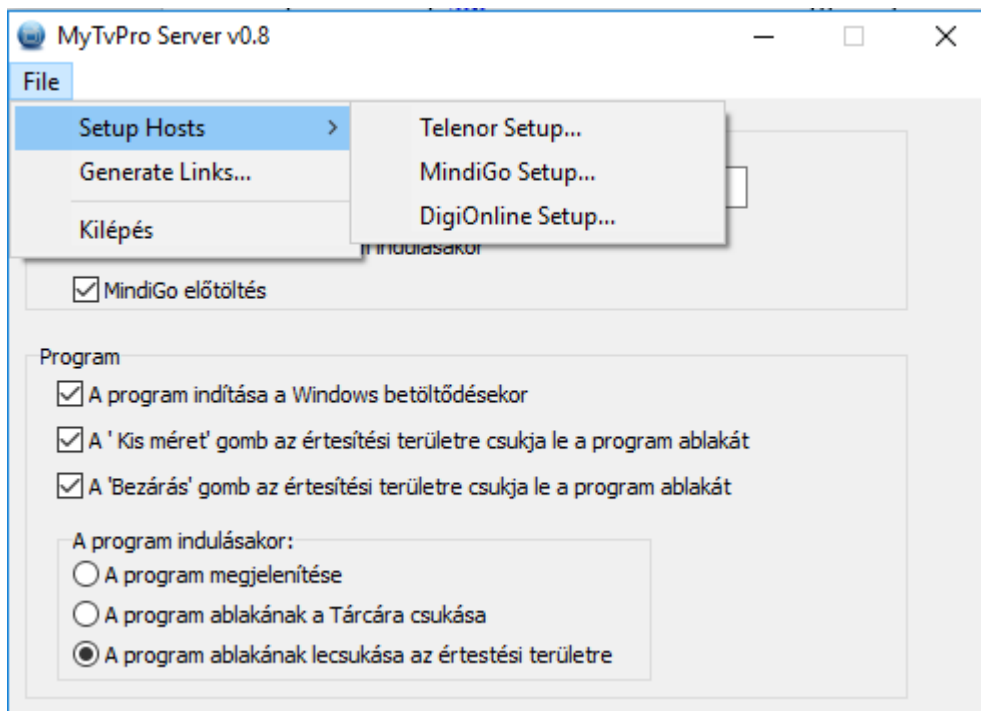 MyTvPro Server v0.8
File
Setup Hosts
Telenor Setup...
Generate Links...
MindiGo Setup...
Kilépés
DigiOnline Setup...
indulásakor
MindiGo előtöltés
Program
A program indítása a Windows betöltődésekor
A ' Kis méret' gomb az értesítési területre csukja le a program ablakát
A 'Bezárás' gomb az értesítési területre csukja le a program ablakát
A program indulásakor:
A program megjelenítése
A program ablakának a Tárcára csukása
A program ablakának lecsukása az értestési területre